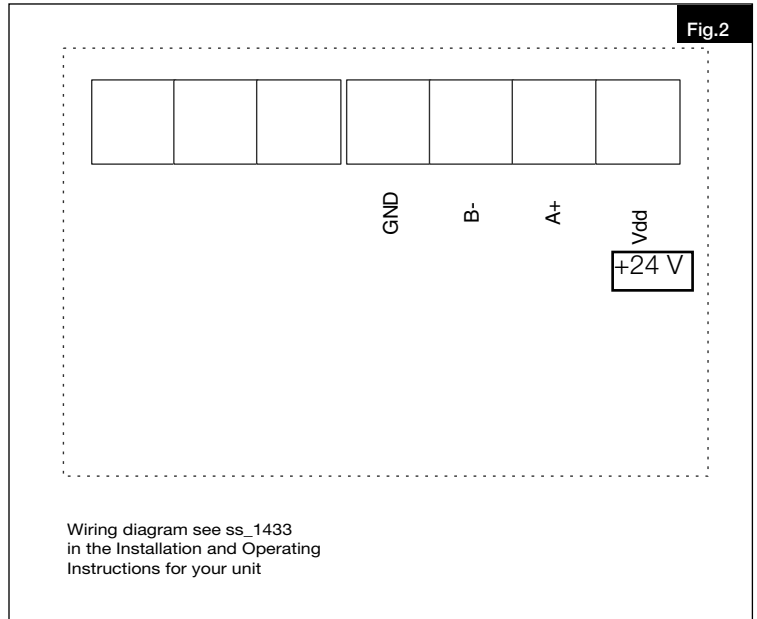 Fig.2
GND
B-
A+
Vdd
+24 V
Wiring diagram see ss_1433
in the Installation and Operating
Instructions for your unit